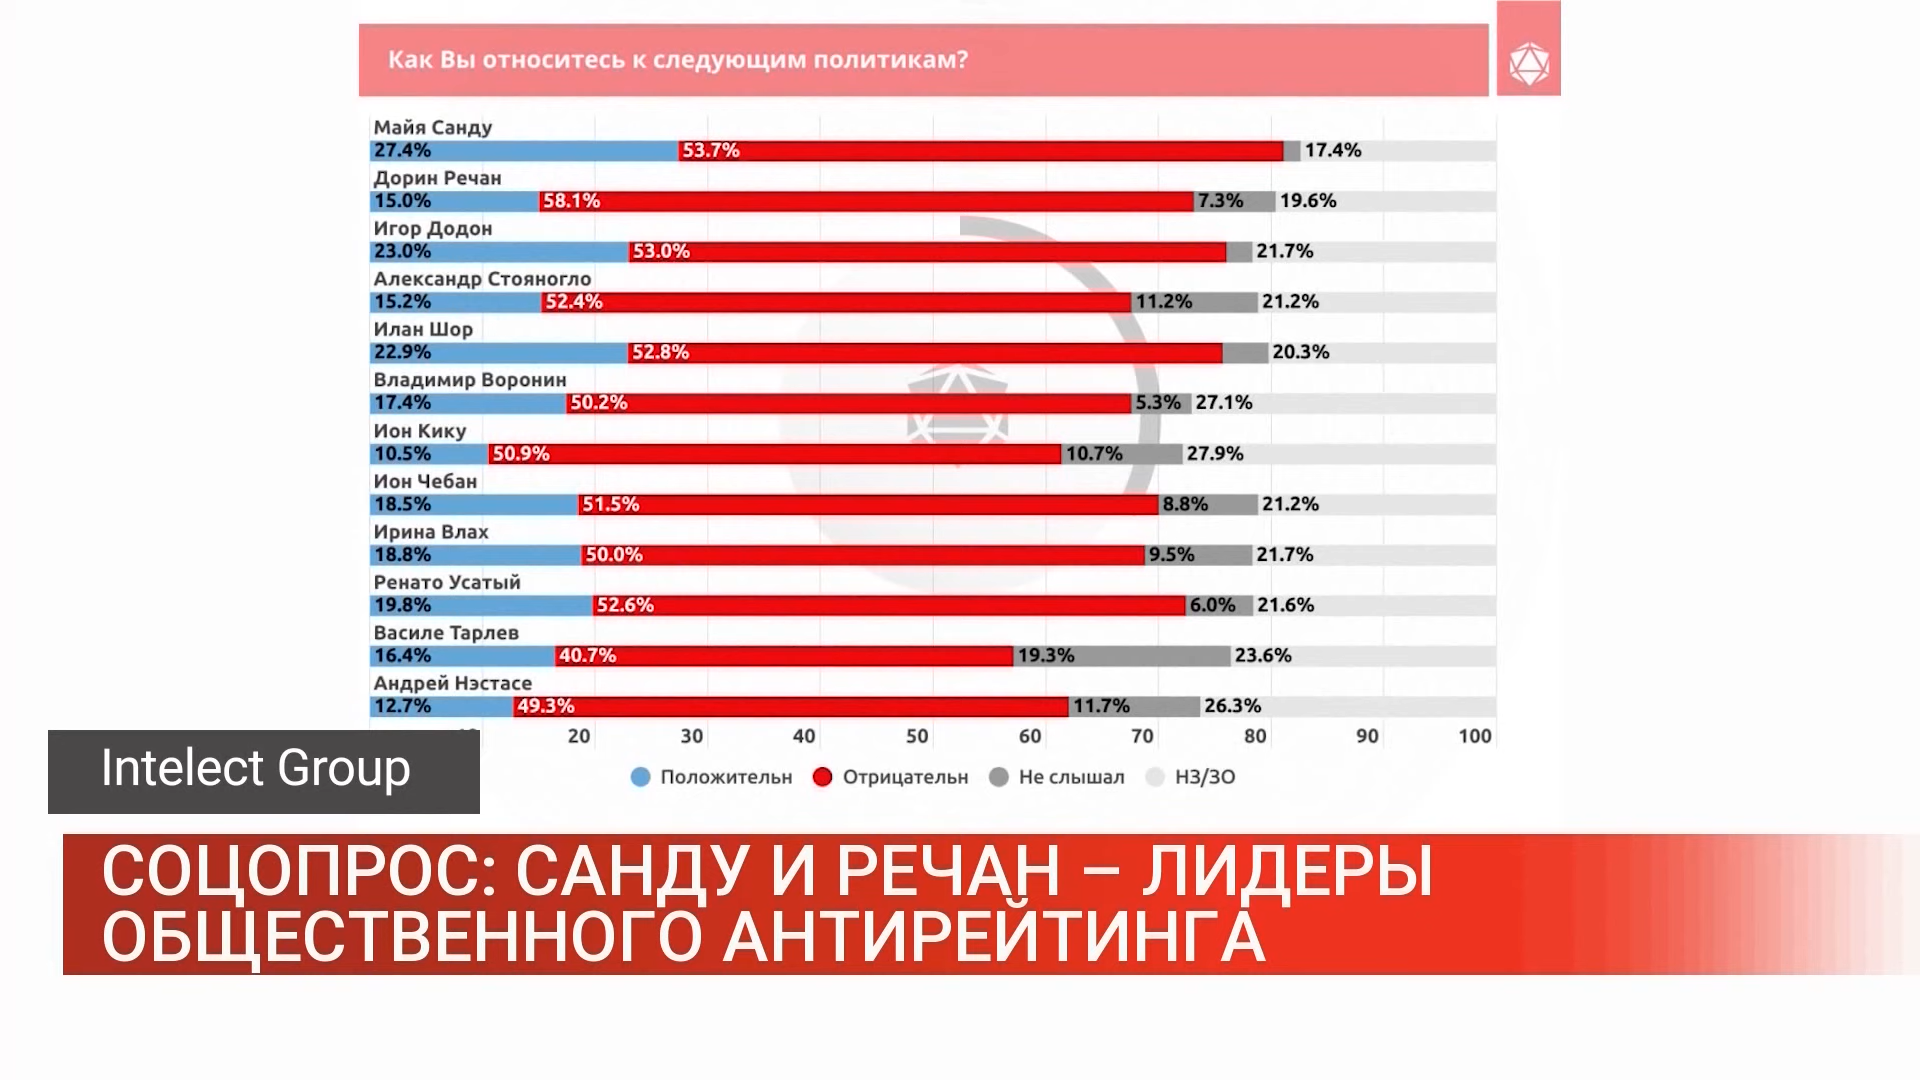 Как Вы относитесь к следующим политикам?
Майя Санду
27.4% 53.7% 17.4%
Дорин Речан
15.0% 58.1% 7.3% 19.6%
Игор Додон
23.0% 53.0% 21.7%
Александр Стояногло
15.2% 52.4% 11.2% 21.2%
Илан Шор
22.9% 52.8% 20.3%
Владимир Воронин
17.4% 50.2% 5.3% 27.1%
Ион Кику
10.5% 50.9% 10.7% 27.9%
Ион Чебан
18.5% 51.5% 8.8% 21.2%
Ирина Влах
18.8% 50.0% 9.5% 21.7%
Ренато Усатый
19.8% 52.6% 6.0% 21.6%
Василе Тарлев
16.4% 40.7% 19.3% 23.6%
Андрей Нэстасе
12.7% 49.3% 11.7% 26.3%
20 30 40 50 60 70 80 90 100
Положительн Отрицательн Не слышал НЗ/ЗО
Intelect Group
СОЦОПРОС: САНДУ И РЕЧАН – ЛИДЕРЫ
ОБЩЕСТВЕННОГО АНТИРЕЙТИНГА